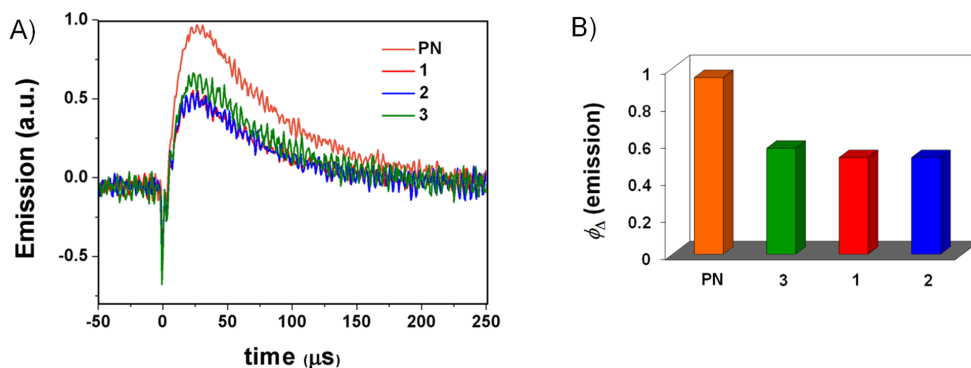 A)
Emission (a.u.)
1.0
0.5
0.0
-0.5
-50 0 50 100 150 200 250
time (μs)
PN
1
2
3
B)
ϕΔ (emission)
1
0.8
0.6
0.4
0.2
0
PN 3 1 2